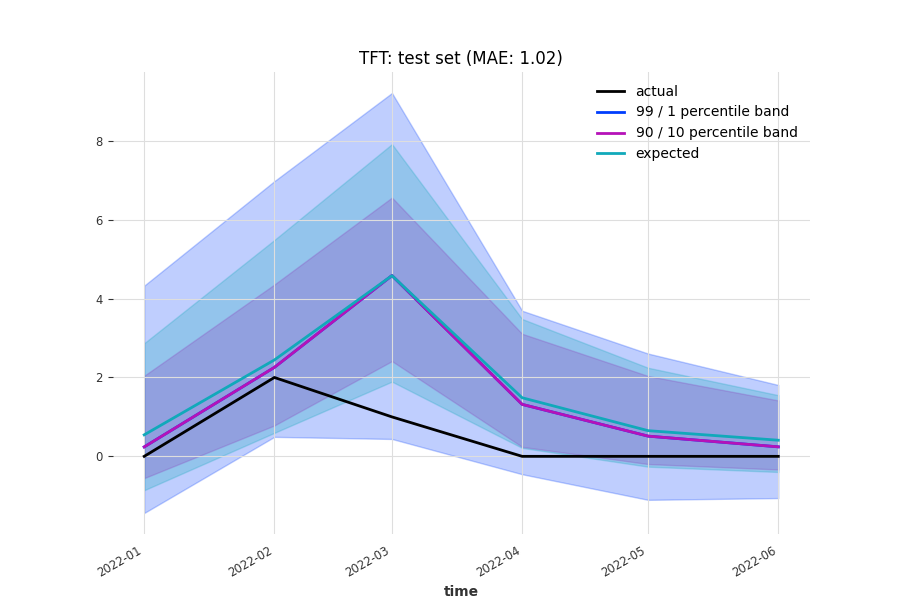 TFT: test set (MAE: 1.02)
actual
99 / 1 percentile band
90 / 10 percentile band
expected
8
6
4
2
0
2022-01
2022-02
2022-03
2022-04
2022-05
2022-06
time